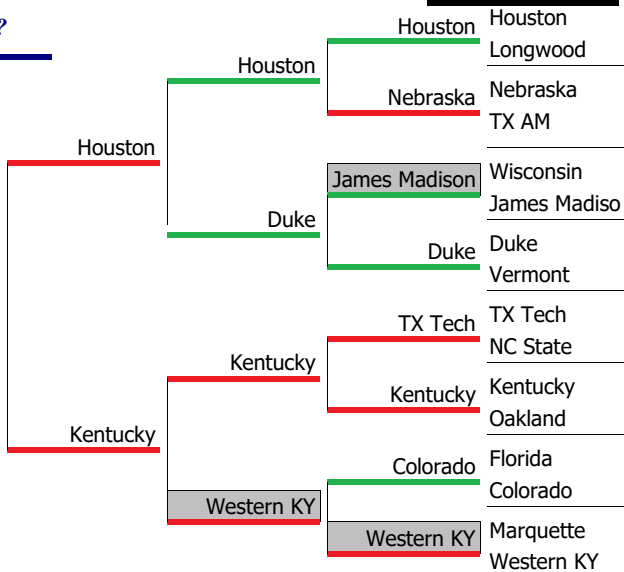 ?
Houston
Longwood
Nebraska
TX AM
Wisconsin
James Madiso
Duke
Vermont
TX Tech
NC State
Kentucky
Oakland
Florida
Colorado
Marquette
Western KY
Houston
Nebraska
James Madison
Duke
TX Tech
Kentucky
Colorado
Western KY
Houston
Duke
Kentucky
Western KY
Houston
Kentucky